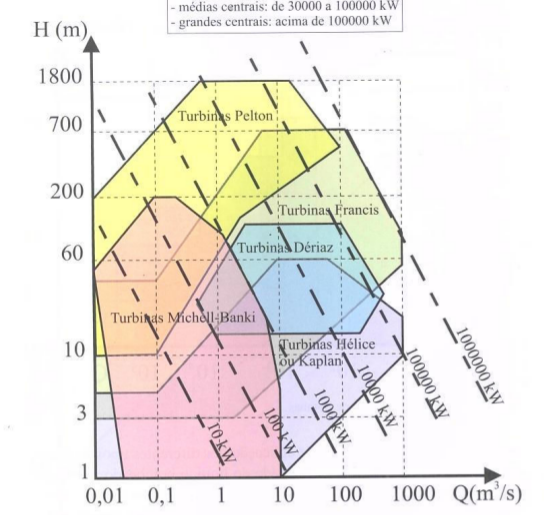 - médias centrais: de 30000 a 100000 kW
- grandes centrais: acima de 100000 kW
H (m)
1800
700
200
60
10
3
1
Turbinas Pelton
Turbinas Francis
Turbinas Dériaz
Turbinas Michell-Banki
Turbinas Hélice
ou Kaplan
10 kW
100 kW
1000 kW
10000 kW
100000 kW
1000000 kW
0,01 0,1 1 10 100 1000 Q(m³/s)